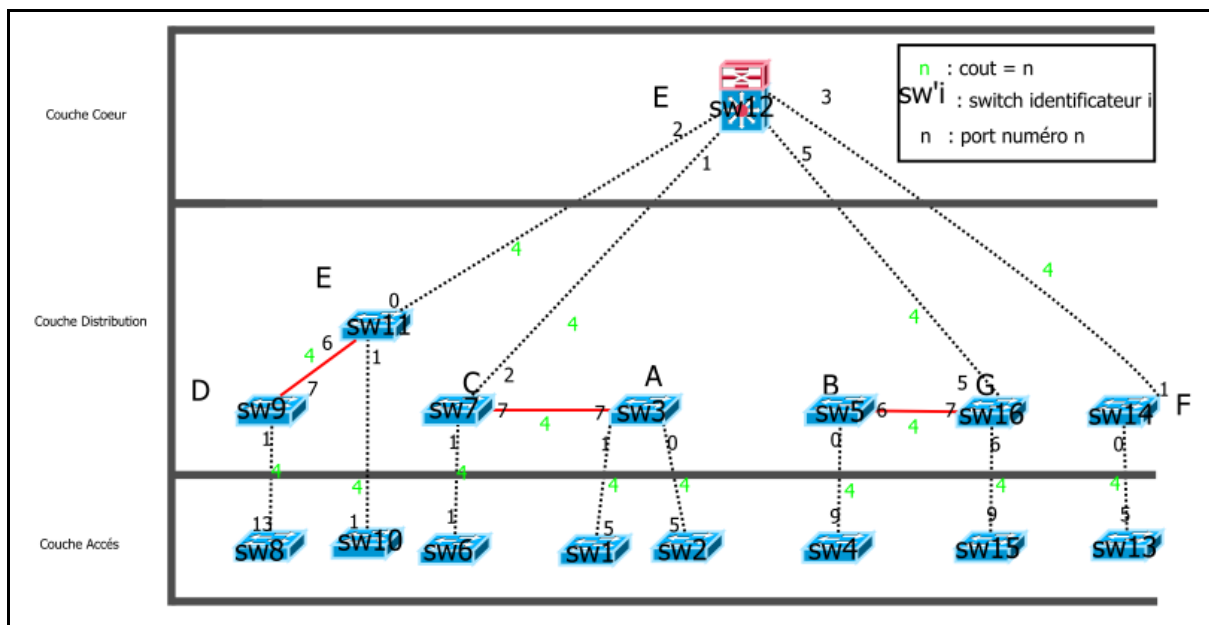 n : cout = n
E
sw12
3
Couche Coeur
sw'i : switch identificateur i
2
n : port numéro n
1
5
4
4
E
0
4
4
Couche Distribution
sw11
6
4
1
7
2
5
1
D
C
A
B
G
F
sw9
sw7
7
4
7
sw3
sw5
6
4
7
sw16
sw14
1
1
1
0
0
6
0
4
4
4
4
4
4
4
4
13
1
1
5
5
9
9
5
Couche Accés
sw8
sw10
sw6
sw1
sw2
sw4
sw15
sw13